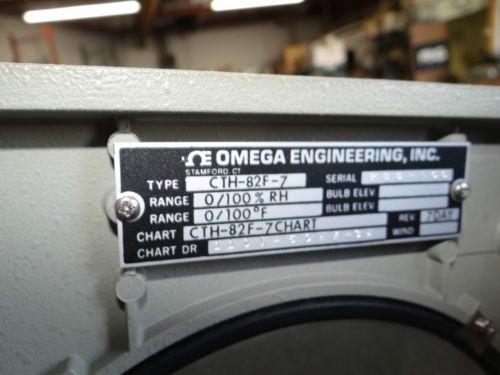 ΩE OMEGA ENGINEERING, INC.
STAMFORD, CT
TYPE CTH-82F-7 SERIAL
RANGE 0/100% RH BULB ELEV
RANGE 0/100°F BULB ELEV
CHART CTH-82F-7CHART REV. 7DAY
CHART DR WIND